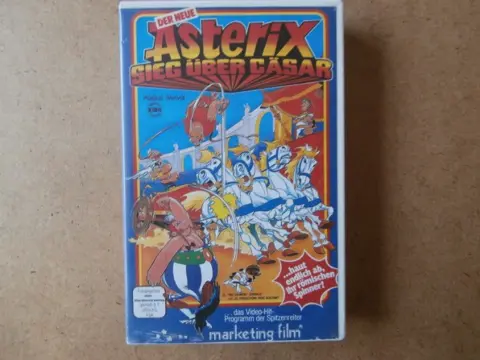 DER NEUE
Asterix
SIEG ÜBER CÄSAR
...haut
endlich ab,
Ihr römischen
Spinner!
...das Video-Hit-
Programm der Spitzenreiter
marketing film